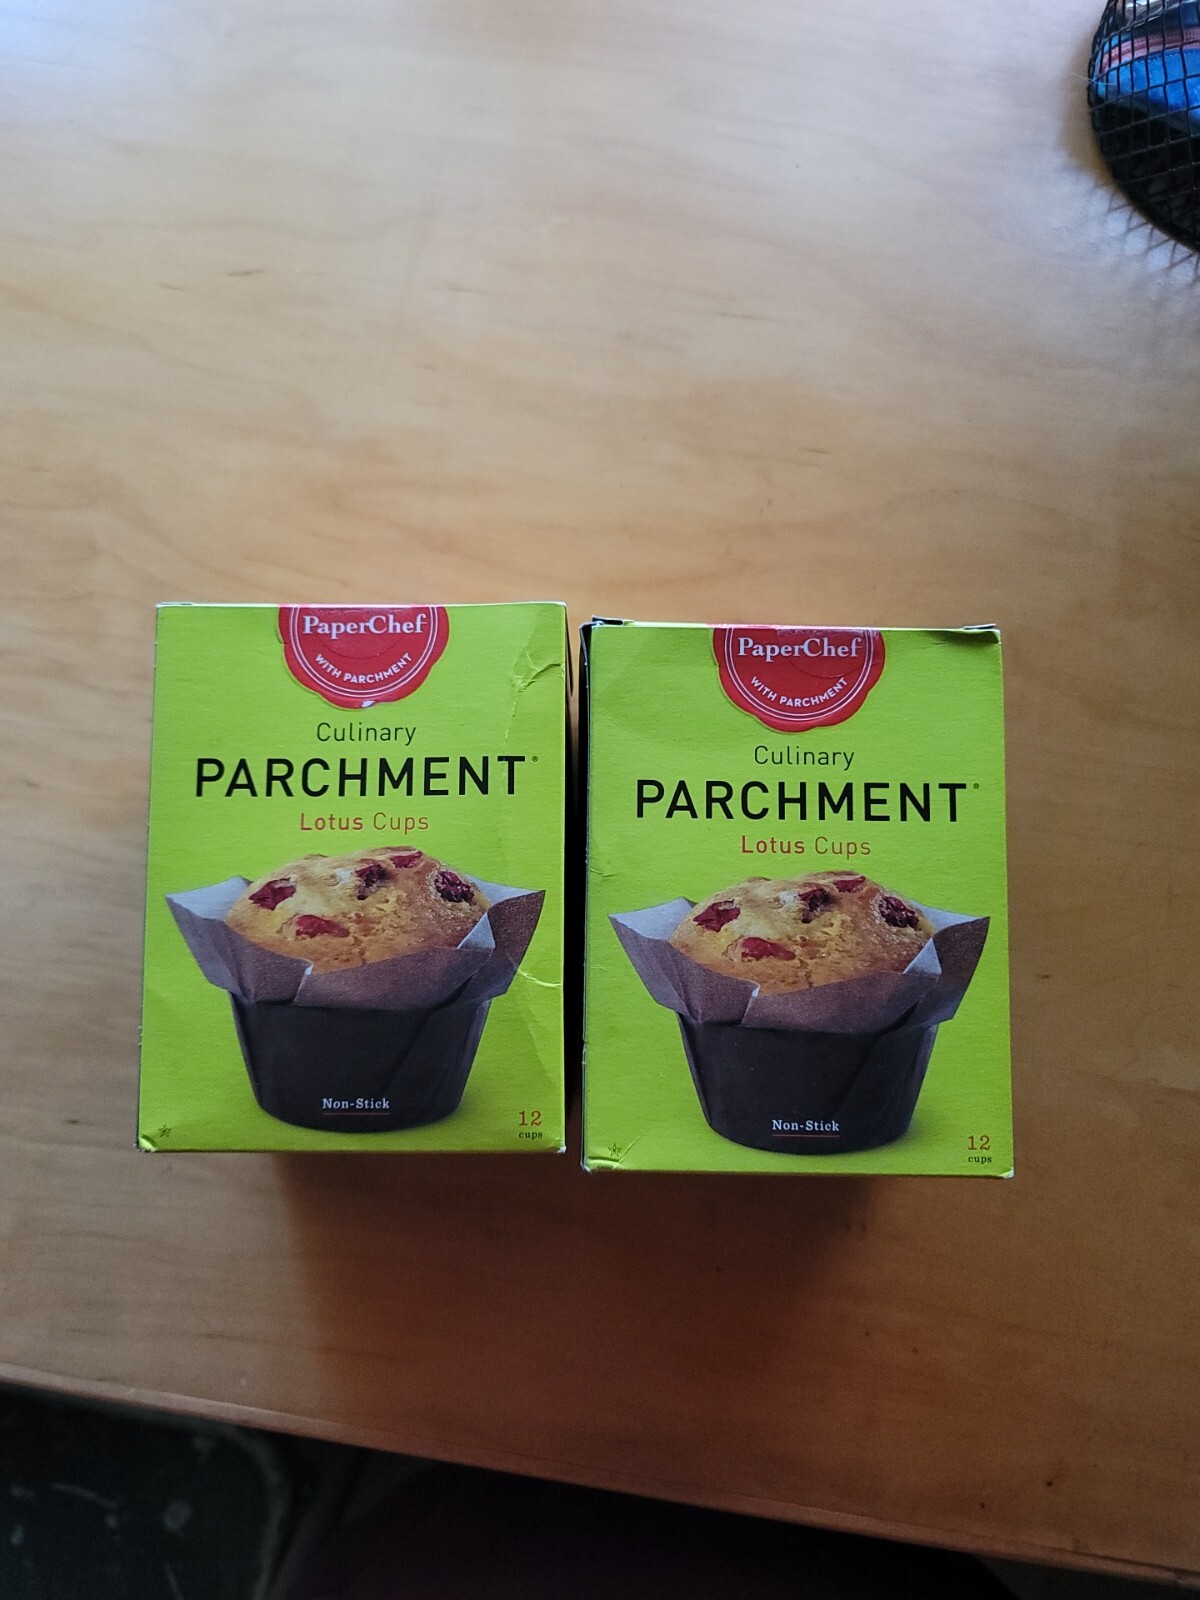 PaperChef
WITH PARCHMENT
Culinary
PARCHMENT®
Lotus Cups
Non-Stick
12
cups
PaperChef
WITH PARCHMENT
Culinary
PARCHMENT®
Lotus Cups
Non-Stick
12
cups